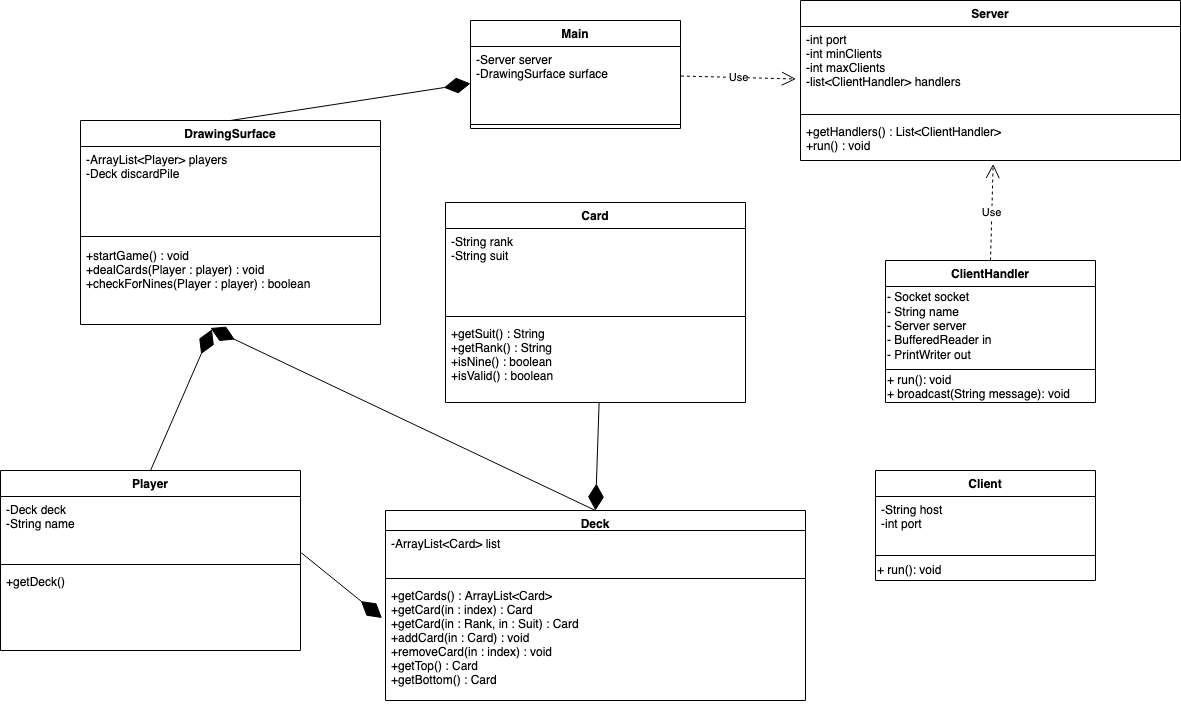 Main
-Server server
-DrawingSurface surface
Use
Server
-int port
-int minClients
-int maxClients
-list<ClientHandler> handlers
+getHandlers() : List<ClientHandler>
+run() : void
DrawingSurface
-ArrayList<Player> players
-Deck discardPile
+startGame() : void
+dealCards(Player : player) : void
+checkForNines(Player : player) : boolean
Card
-String rank
-String suit
+getSuit() : String
+getRank() : String
+isNine() : boolean
+isValid() : boolean
Use
ClientHandler
- Socket socket
- String name
- Server server
- BufferedReader in
- PrintWriter out
+ run(): void
+ broadcast(String message): void
Player
-Deck deck
-String name
+getDeck()
Deck
-ArrayList<Card> list
+getCards() : ArrayList<Card>
+getCard(in : index) : Card
+getCard(in : Rank, in : Suit) : Card
+addCard(in : Card) : void
+removeCard(in : index) : void
+getTop() : Card
+getBottom() : Card
Client
-String host
-int port
+ run(): void